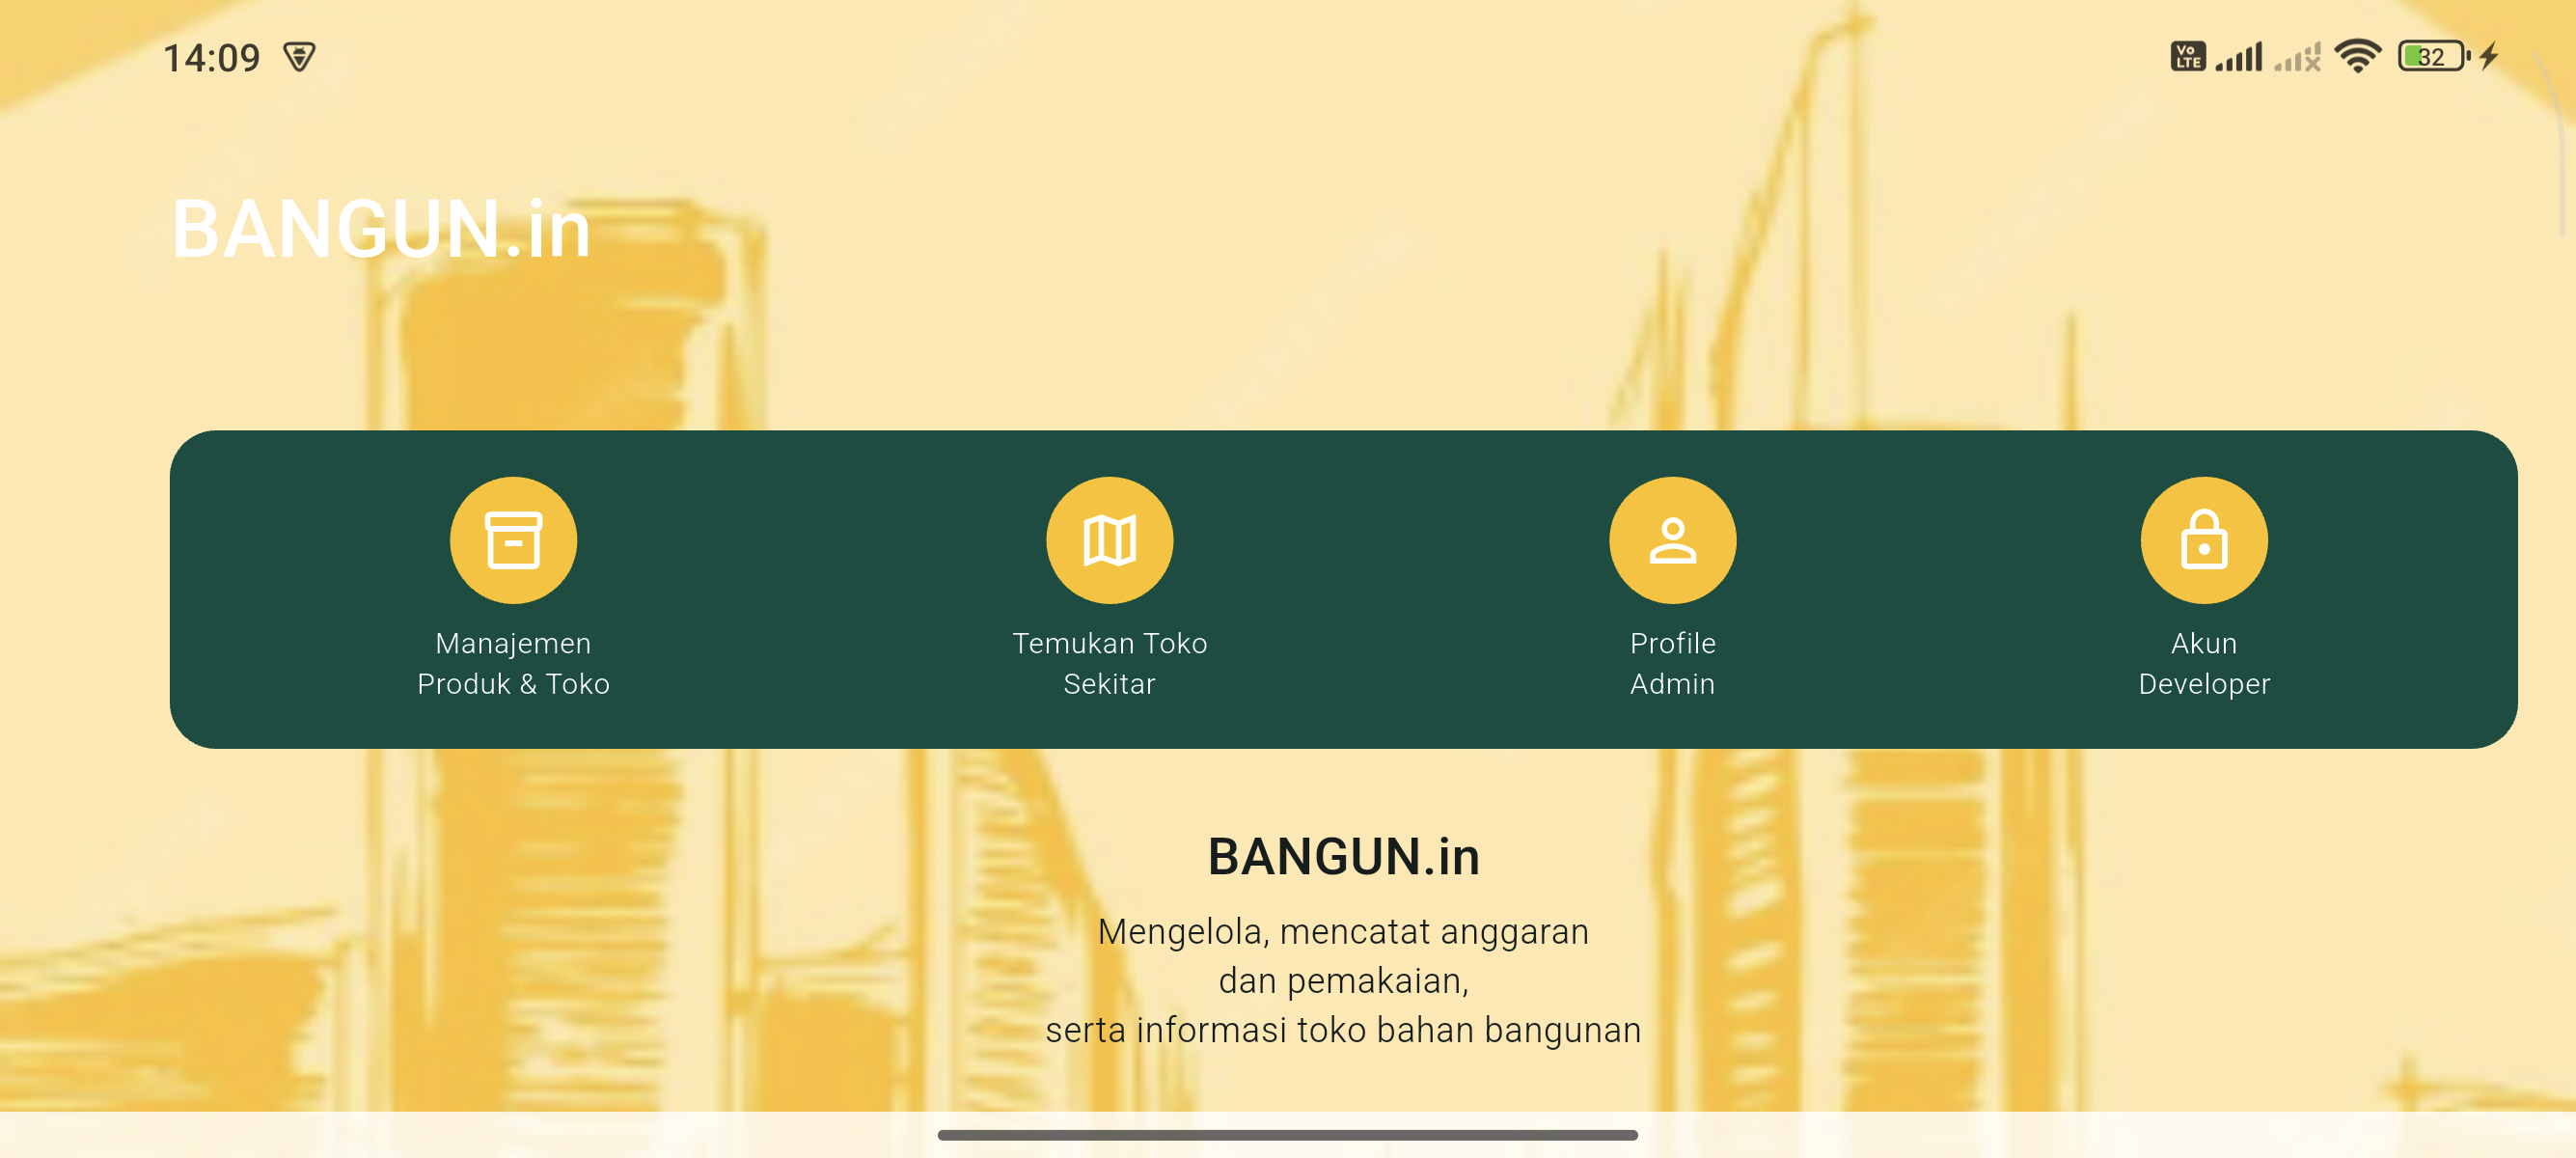 14:09
Vo
LTE
32
BANGUN.in
Manajemen
Produk & Toko
Temukan Toko
Sekitar
Profile
Admin
Akun
Developer
BANGUN.in
Mengelola, mencatat anggaran
dan pemakaian,
serta informasi toko bahan bangunan